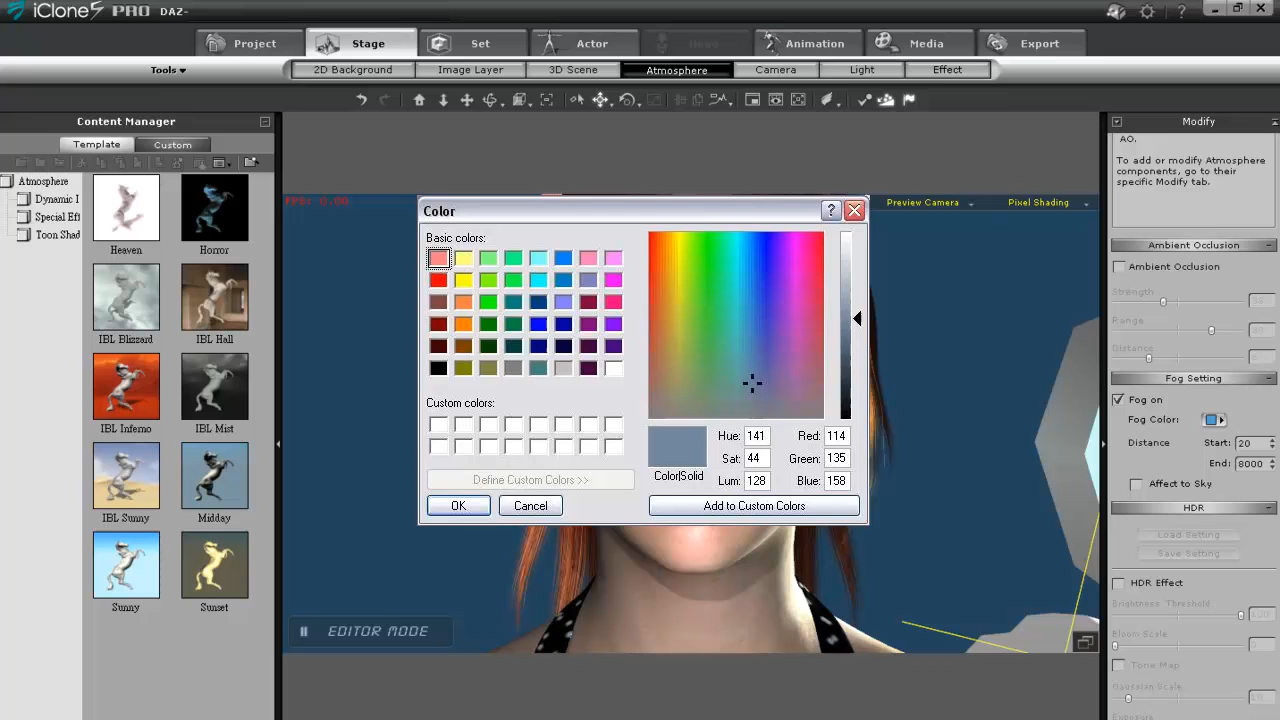 iClone5 PRO DAZ-
Project
Stage
Set
Actor
Head
Animation
Media
Export
Tools
2D Background
Image Layer
3D Scene
Atmosphere
Camera
Light
Effect
Content Manager
Template
Custom
Atmosphere
Dynamic I
Special Eff
Toon Shad
Heaven
Horror
IBL Blizzard
IBL Hall
IBL Inferno
IBL Mist
IBL Sunny
Midday
Sunny
Sunset
FPS: 0.00
Preview Camera
Pixel Shading
Color
Basic colors:
Custom colors:
Define Custom Colors >>
OK
Cancel
Hue: 141
Sat: 44
Lum: 128
Red: 114
Green: 135
Blue: 158
Color|Solid
Add to Custom Colors
EDITOR MODE
Modify
AO.
To add or modify Atmosphere
components, go to their
specific Modify tab.
Ambient Occlusion
Ambient Occlusion
Strength
Range
Distance
Fog Setting
Fog on
Fog Color:
Distance
Start: 20
End: 8000
Affect to Sky
HDR
Load Setting
Save Setting
HDR Effect
Brightness Threshold
Bloom Scale
Tone Map
Gaussian Scale
Exposure